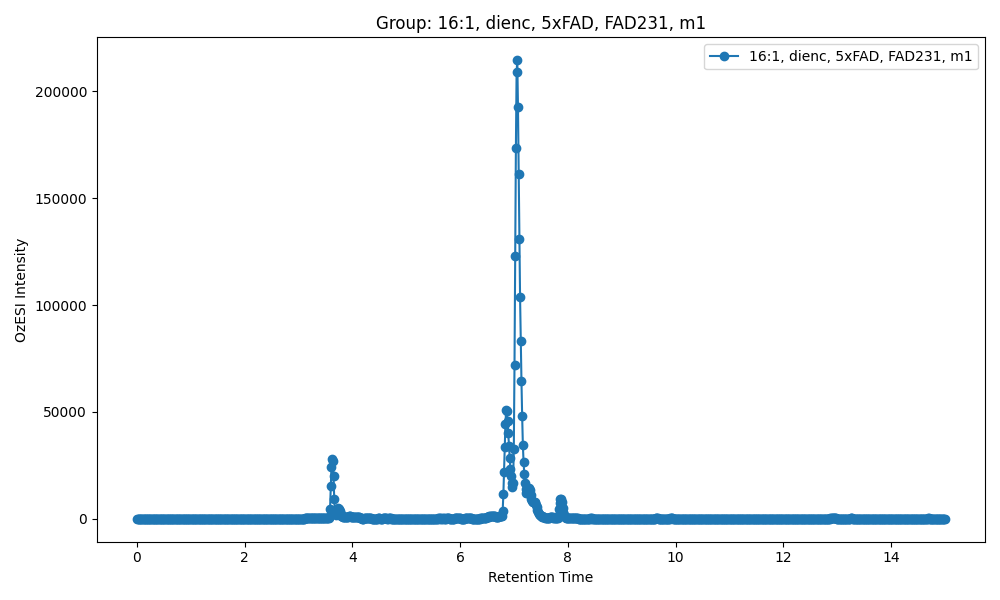 Group: 16:1, dienc, 5xFAD, FAD231, m1
16:1, dienc, 5xFAD, FAD231, m1
200000
150000
100000
50000
0
OzESI Intensity
0 2 4 6 8 10 12 14
Retention Time